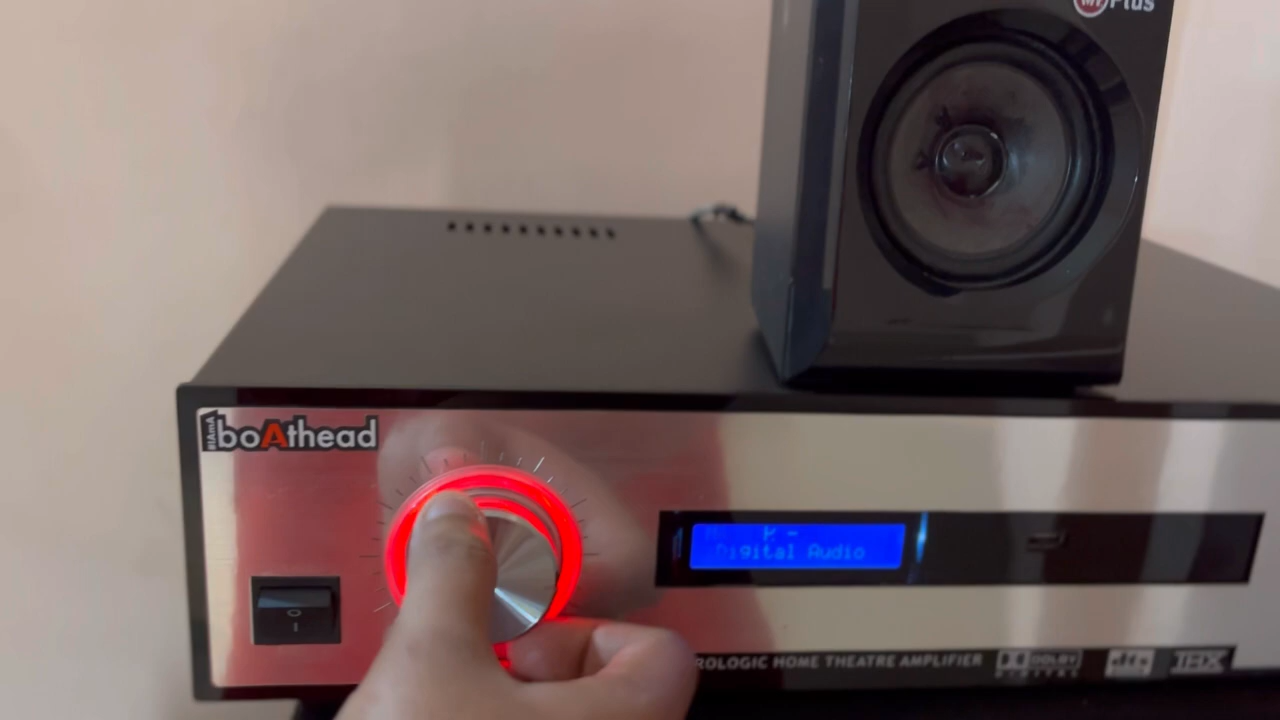 Plus
boAthead
Digital Audio
ROLOGIC HOME THEATRE AMPLIFIER
DOLBY
DIGITAL
dts
THX
O
I